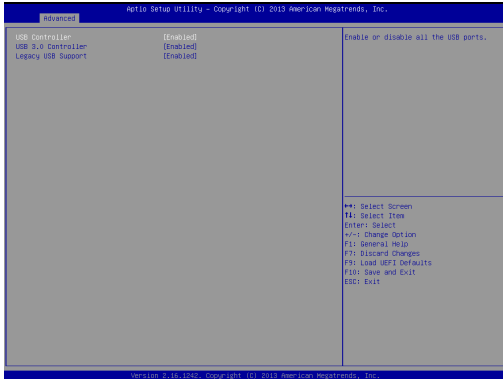 Aptio Setup Utility – Copyright (C) 2013 American Megatrends, Inc.
Advanced
USB Controller [Enabled]
USB 3.0 Controller [Enabled]
Legacy USB Support [Enabled]
Enable or disable all the USB ports.
↔: Select Screen
↑↓: Select Item
Enter: Select
+/-: Change Option
F1: General Help
F7: Discard Changes
F9: Load UEFI Defaults
F10: Save and Exit
ESC: Exit
Version 2.16.1242. Copyright (C) 2013 American Megatrends, Inc.